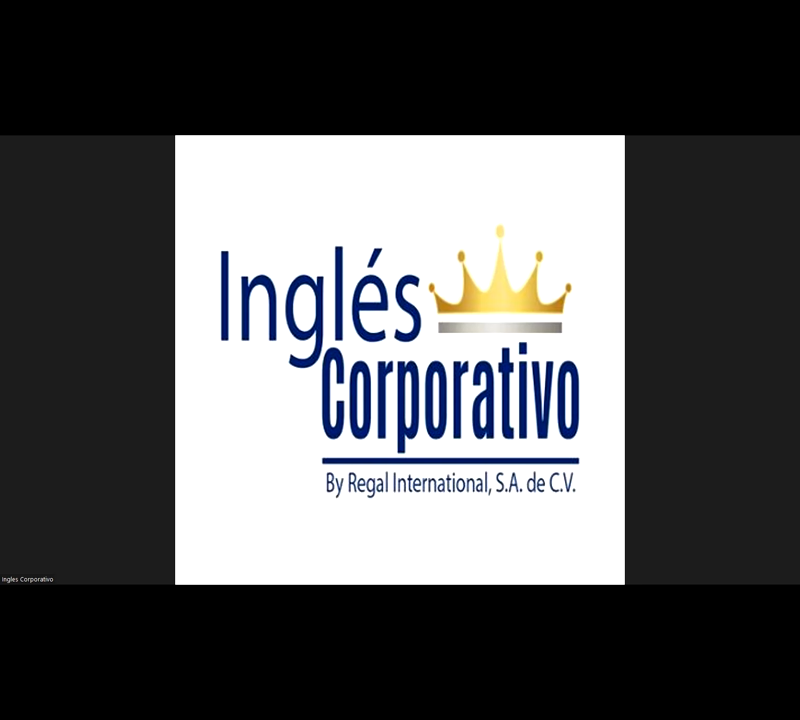 Inglés
Corporativo
By Regal International, S.A. de C.V.
Ingles Corporativo